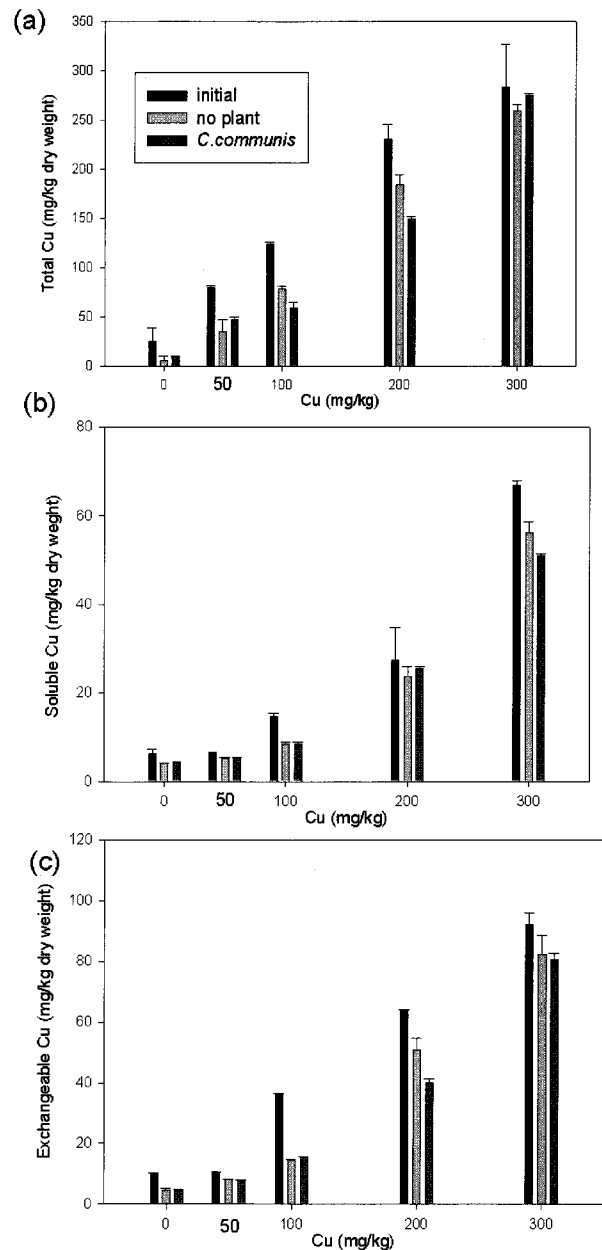 (a)
350
300
250
200
150
100
50
0
Total Cu (mg/kg dry weight)
initial
no plant
C.communis
0 50 100 200 300
Cu (mg/kg)
(b)
80
60
40
20
0
Soluble Cu (mg/kg dry weght)
0 50 100 200 300
Cu (mg/kg)
(c)
120
100
80
60
40
20
0
Exchangeable Cu (mg/kg dry weight)
0 50 100 200 300
Cu (mg/kg)